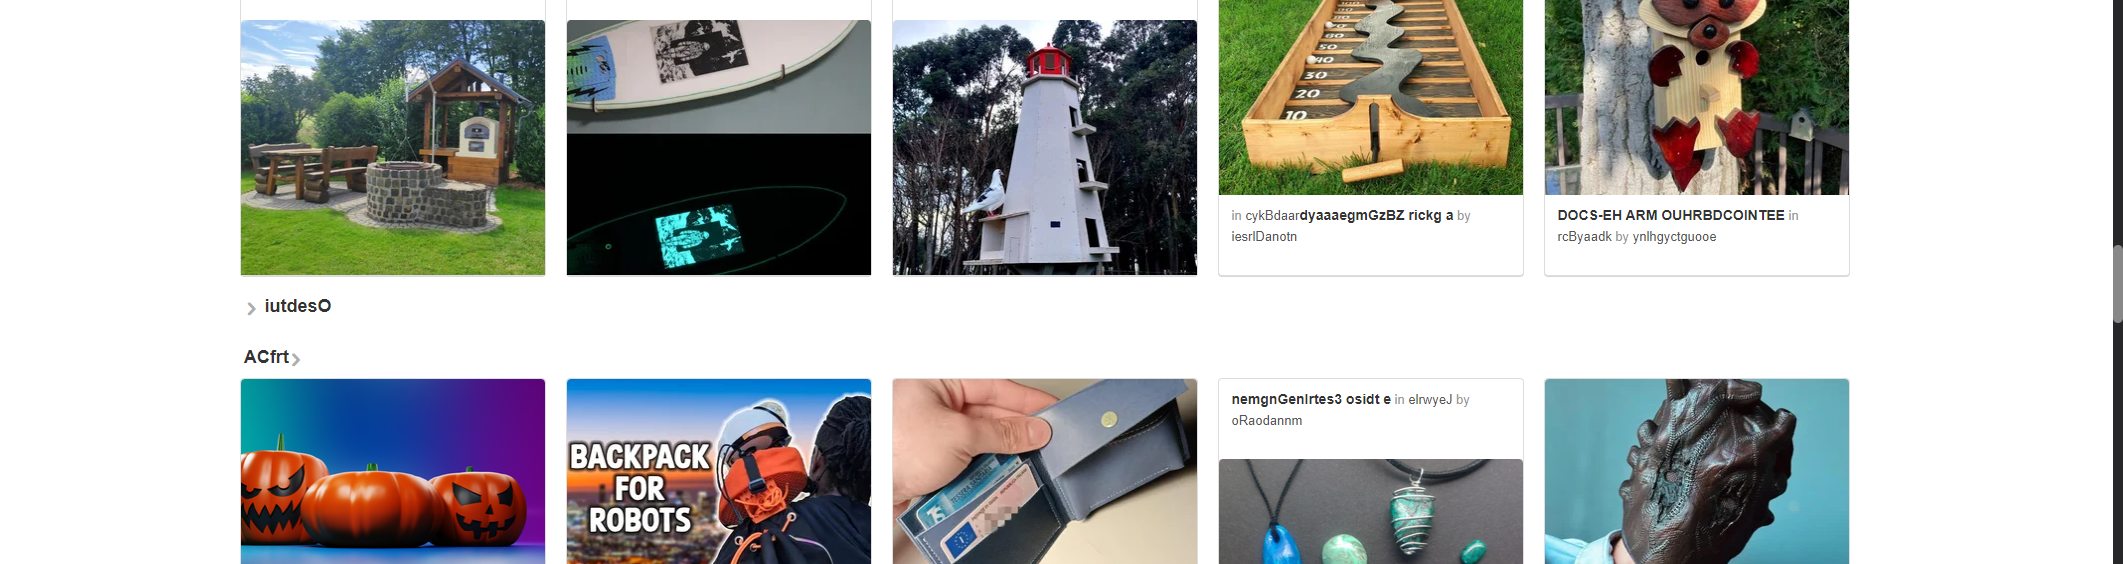 in cykBdaardyaaaegmGzBZ rickg a by
iesrlDanotn
DOCS-EH ARM OUHRBDCOINTEE in
rcByaadk by ynlhgyctguooe
50
40
30
20
10
iutdesO
ACfrt
BACKPACK
FOR
ROBOTS
nemgnGenlrtes3 osidt e in elrwyeJ by
oRaodannm